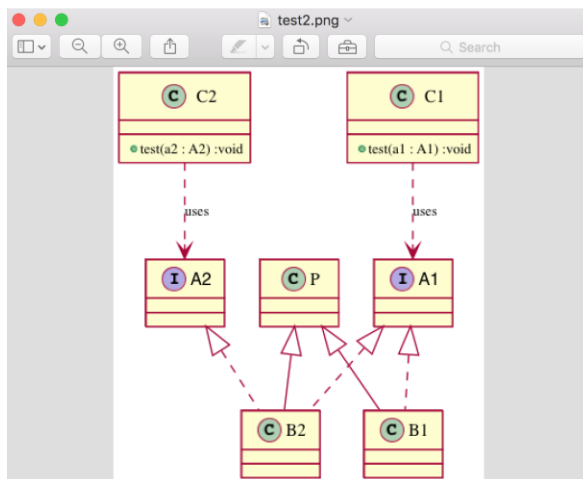 test2.png
Search
C C2
C C1
test(a2 : A2) :void
test(a1 : A1) :void
uses
uses
I A2
C P
I A1
C B2
C B1